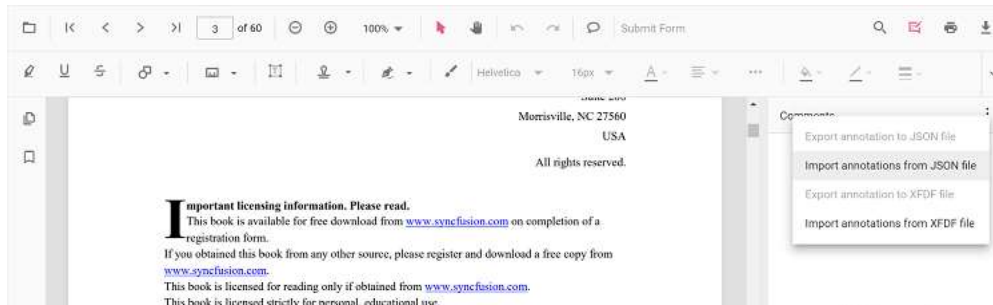 3 of 60 100% Submit Form
Helvetica 16px
Morrisville, NC 27560
USA
All rights reserved.
Comments
Export annotation to JSON file
Import annotations from JSON file
Export annotation to XFDF file
Import annotations from XFDF file
Important licensing information. Please read.
This book is available for free download from www.syncfusion.com on completion of a
registration form.
If you obtained this book from any other source, please register and download a free copy from
www.syncfusion.com.
This book is licensed for reading only if obtained from www.syncfusion.com.
This book is licensed strictly for personal, educational use